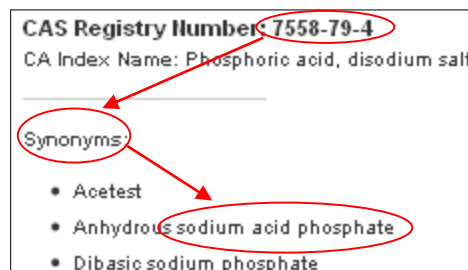 CAS Registry Number: 7558-79-4
CA Index Name: Phosphoric acid, disodium salt
Synonyms:
• Acetest
• Anhydrous sodium acid phosphate
• Dibasic sodium phosphate